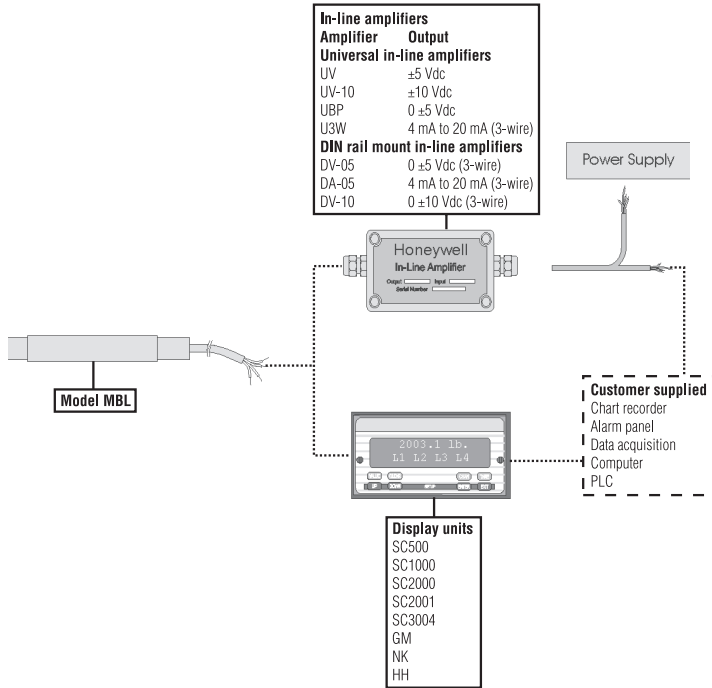 In-line amplifiers
Amplifier Output
Universal in-line amplifiers
UV ±5 Vdc
UV-10 ±10 Vdc
UBP 0 ±5 Vdc
U3W 4 mA to 20 mA (3-wire)
DIN rail mount in-line amplifiers
DV-05 0 ±5 Vdc (3-wire)
DA-05 4 mA to 20 mA (3-wire)
DV-10 0 ±10 Vdc (3-wire)
Power Supply
Honeywell
In-Line Amplifier
Output Input
Serial Number
Model MBL
2003.1 lb.
L1 L2 L3 L4
Customer supplied
Chart recorder
Alarm panel
Data acquisition
Computer
PLC
Display units
SC500
SC1000
SC2000
SC2001
SC3004
GM
NK
HH